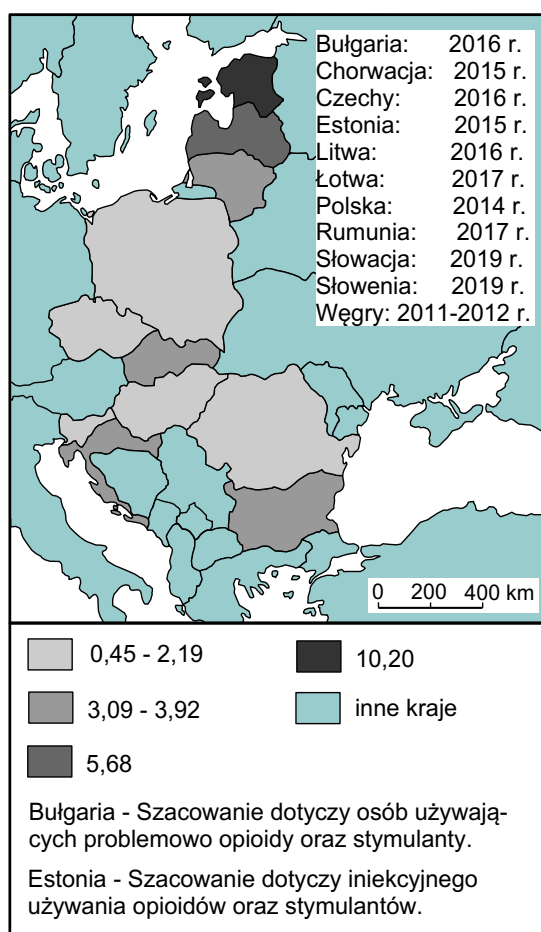 Bułgaria: 2016 r.
Chorwacja: 2015 r.
Czechy: 2016 r.
Estonia: 2015 r.
Litwa: 2016 r.
Łotwa: 2017 r.
Polska: 2014 r.
Rumunia: 2017 r.
Słowacja: 2019 r.
Słowenia: 2019 r.
Węgry: 2011-2012 r.
0 200 400 km
0,45 - 2,19
10,20
3,09 - 3,92
inne kraje
5,68
Bułgaria - Szacowanie dotyczy osób używają-
cych problemowo opioidy oraz stymulanty.
Estonia - Szacowanie dotyczy iniekcyjnego
używania opioidów oraz stymulantów.